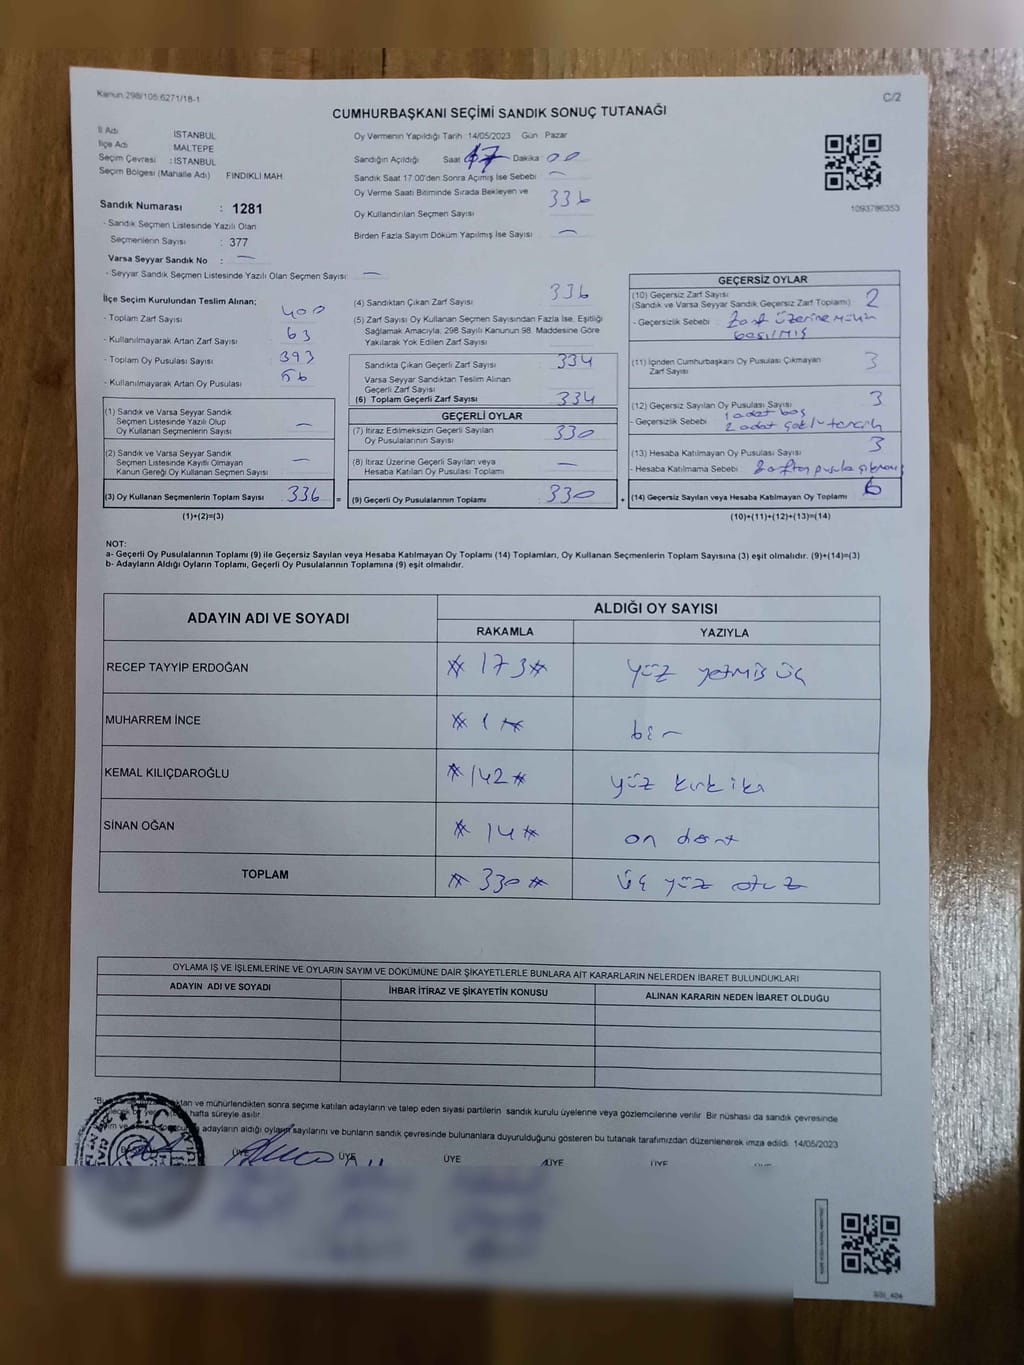 Kanun 298/105;6271/18-1
C/2
CUMHURBAŞKANI SEÇİMİ SANDIK SONUÇ TUTANAĞI
İl Adı İSTANBUL
İlçe Adı MALTEPE
Seçim Çevresi : İSTANBUL
Seçim Bölgesi (Mahalle Adı) FINDIKLI MAH
Sandık Numarası : 1281
- Sandık Seçmen Listesinde Yazılı Olan
Seçmenlerin Sayısı : 377
Varsa Seyyar Sandık No : —
- Seyyar Sandık Seçmen Listesinde Yazılı Olan Seçmen Sayısı: —
Oy Vermenin Yapıldığı Tarih 14/05/2023 Gün Pazar
Sandığın Açıldığı Saat 17 Dakika 00
Sandık Saat 17:00'den Sonra Açılmış İse Sebebi —
Oy Verme Saati Bitiminde Sırada Bekleyen ve
Oy Kullandırılan Seçmen Sayısı 336
Birden Fazla Sayım Döküm Yapılmış İse Sayısı —
1093786353
İlçe Seçim Kurulundan Teslim Alınan;
- Toplam Zarf Sayısı 400
- Kullanılmayarak Artan Zarf Sayısı 63
- Toplam Oy Pusulası Sayısı 393
- Kullanılmayarak Artan Oy Pusulası 56
(1) Sandık ve Varsa Seyyar Sandık
Seçmen Listesinde Yazılı Olup
Oy Kullanan Seçmenlerin Sayısı —
(2) Sandık ve Varsa Seyyar Sandık
Seçmen Listesinde Kayıtlı Olmayan
Kanun Gereği Oy Kullanan Seçmen Sayısı —
(3) Oy Kullanan Seçmenlerin Toplam Sayısı 336 =
(1)+(2)=(3)
(4) Sandıktan Çıkan Zarf Sayısı 336
(5) Zarf Sayısı Oy Kullanan Seçmen Sayısından Fazla İse, Eşitliği
Sağlamak Amacıyla; 298 Sayılı Kanunun 98. Maddesine Göre
Yakılarak Yok Edilen Zarf Sayısı
Sandıkta Çıkan Geçerli Zarf Sayısı 334
Varsa Seyyar Sandıktan Teslim Alınan
Geçerli Zarf Sayısı
(6) Toplam Geçerli Zarf Sayısı 334
GEÇERLİ OYLAR
(7) İtiraz Edilmeksizin Geçerli Sayılan
Oy Pusulalarının Sayısı 330
(8) İtiraz Üzerine Geçerli Sayılan veya
Hesaba Katılan Oy Pusulası Toplamı —
(9) Geçerli Oy Pusulalarının Toplamı 330 +
GEÇERSİZ OYLAR
(10) Geçersiz Zarf Sayısı
(Sandık ve Varsa Seyyar Sandık Geçersiz Zarf Toplamı) 2
- Geçersizlik Sebebi Zarf üzerine mühür
basılmış
(11) İçinden Cumhurbaşkanı Oy Pusulası Çıkmayan
Zarf Sayısı 3
(12) Geçersiz Sayılan Oy Pusulası Sayısı 3
- Geçersizlik Sebebi 1 adet boş
2 adet çoklu tercih
(13) Hesaba Katılmayan Oy Pusulası Sayısı 3
- Hesaba Katılmama Sebebi Zarftan pusula çıkmadı
(14) Geçersiz Sayılan veya Hesaba Katılmayan Oy Toplamı 6
(10)+(11)+(12)+(13)=(14)
NOT:
a- Geçerli Oy Pusulalarının Toplamı (9) ile Geçersiz Sayılan veya Hesaba Katılmayan Oy Toplamı (14) Toplamları, Oy Kullanan Seçmenlerin Toplam Sayısına (3) eşit olmalıdır. (9)+(14)=(3)
b- Adayların Aldığı Oyların Toplamı, Geçerli Oy Pusulalarının Toplamına (9) eşit olmalıdır.
ADAYIN ADI VE SOYADI
ALDIĞI OY SAYISI
RAKAMLA YAZIYLA
RECEP TAYYİP ERDOĞAN * 173 * yüz yetmiş üç
MUHARREM İNCE * 1 * bir
KEMAL KILIÇDAROĞLU * 142 * yüz kırk iki
SİNAN OĞAN * 14 * on dört
TOPLAM * 330 * üç yüz otuz
OYLAMA İŞ VE İŞLEMLERİNE VE OYLARIN SAYIM VE DÖKÜMÜNE DAİR ŞİKAYETLERLE BUNLARA AİT KARARLARIN NELERDEN İBARET BULUNDUKLARI
ADAYIN ADI VE SOYADI İHBAR İTİRAZ VE ŞİKAYETİN KONUSU ALINAN KARARIN NEDEN İBARET OLDUĞU
ve mühürlendikten sonra seçime katılan adayların ve talep eden siyasi partilerin sandık kurulu üyelerine veya gözlemcilerine verilir. Bir nüshası da sandık çevresinde
hafta süreyle asılır.
adayların aldığı oyların sayılarını ve bunların sandık çevresinde bulunanlara duyurulduğunu gösteren bu tutanak tarafımızdan düzenlenerek imza edildi. 14/05/2023
T.C.
ÜYE ÜYE ÜYE ÜYE ÜYE